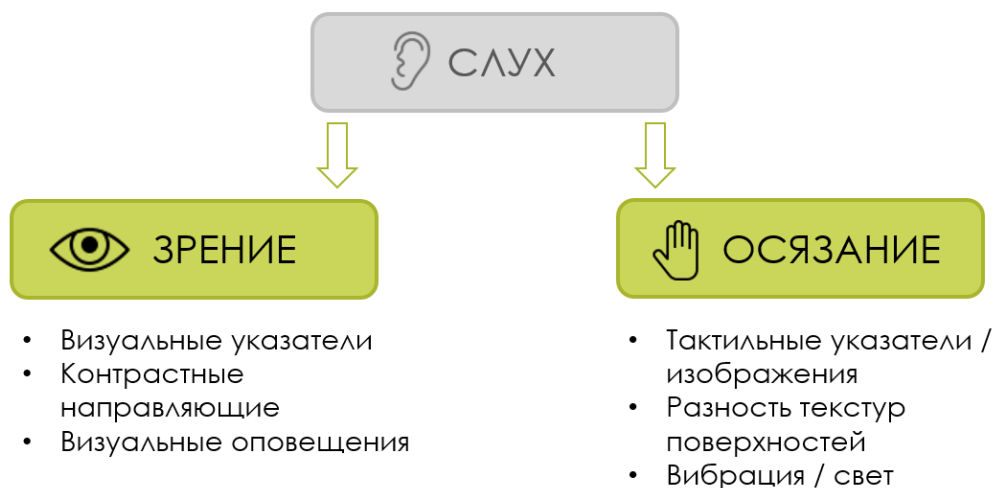 СЛУХ
ЗРЕНИЕ
• Визуальные указатели
• Контрастные
направляющие
• Визуальные оповещения
ОСЯЗАНИЕ
• Тактильные указатели /
изображения
• Разность текстур
поверхностей
• Вибрация / свет